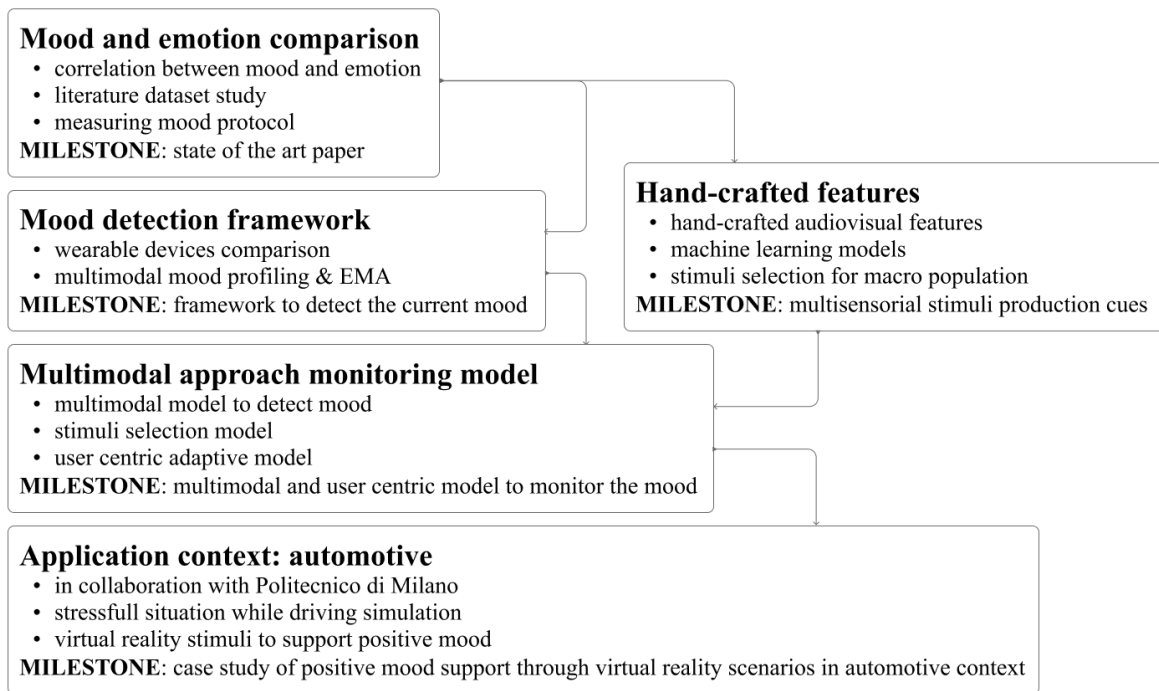 Mood and emotion comparison
• correlation between mood and emotion
• literature dataset study
• measuring mood protocol
MILESTONE: state of the art paper
Mood detection framework
• wearable devices comparison
• multimodal mood profiling & EMA
MILESTONE: framework to detect the current mood
Hand-crafted features
• hand-crafted audiovisual features
• machine learning models
• stimuli selection for macro population
MILESTONE: multisensorial stimuli production cues
Multimodal approach monitoring model
• multimodal model to detect mood
• stimuli selection model
• user centric adaptive model
MILESTONE: multimodal and user centric model to monitor the mood
Application context: automotive
• in collaboration with Politecnico di Milano
• stressfull situation while driving simulation
• virtual reality stimuli to support positive mood
MILESTONE: case study of positive mood support through virtual reality scenarios in automotive context